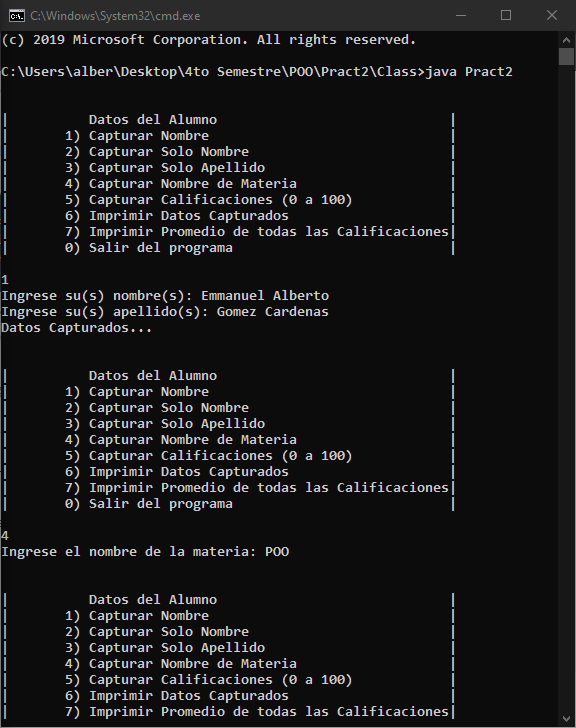 C:\Windows\System32\cmd.exe
(c) 2019 Microsoft Corporation. All rights reserved.
C:\Users\alber\Desktop\4to Semestre\POO\Pract2\Class>java Pract2
| Datos del Alumno |
| 1) Capturar Nombre |
| 2) Capturar Solo Nombre |
| 3) Capturar Solo Apellido |
| 4) Capturar Nombre de Materia |
| 5) Capturar Calificaciones (0 a 100) |
| 6) Imprimir Datos Capturados |
| 7) Imprimir Promedio de todas las Calificaciones|
| 0) Salir del programa |
1
Ingrese su(s) nombre(s): Emmanuel Alberto
Ingrese su(s) apellido(s): Gomez Cardenas
Datos Capturados...
| Datos del Alumno |
| 1) Capturar Nombre |
| 2) Capturar Solo Nombre |
| 3) Capturar Solo Apellido |
| 4) Capturar Nombre de Materia |
| 5) Capturar Calificaciones (0 a 100) |
| 6) Imprimir Datos Capturados |
| 7) Imprimir Promedio de todas las Calificaciones|
| 0) Salir del programa |
4
Ingrese el nombre de la materia: POO
| Datos del Alumno |
| 1) Capturar Nombre |
| 2) Capturar Solo Nombre |
| 3) Capturar Solo Apellido |
| 4) Capturar Nombre de Materia |
| 5) Capturar Calificaciones (0 a 100) |
| 6) Imprimir Datos Capturados |
| 7) Imprimir Promedio de todas las Calificaciones|